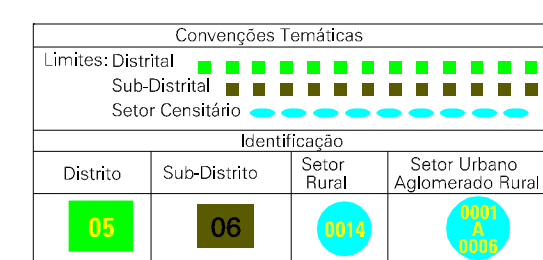 Convenções Temáticas
Limites: Distrital
Sub-Distrital
Setor Censitário
Identificação
Distrito
Sub-Distrito
Setor
Rural
Setor Urbano
Aglomerado Rural
05
06
0014
0001
A
0006